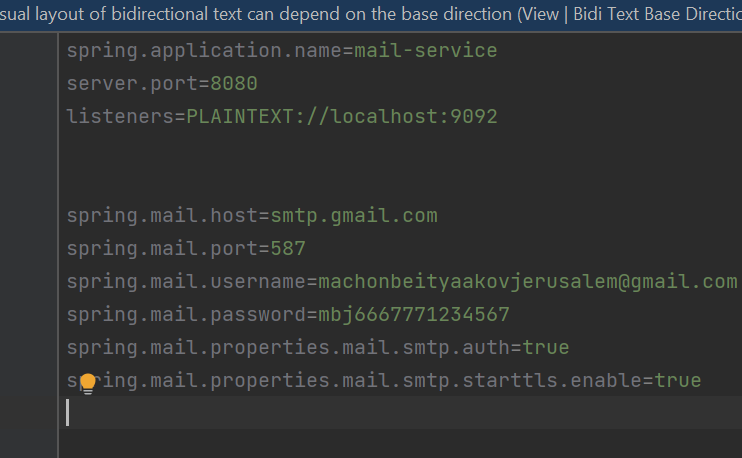 sual layout of bidirectional text can depend on the base direction (View | Bidi Text Base Directio
spring.application.name=mail-service
server.port=8080
listeners=PLAINTEXT://localhost:9092
spring.mail.host=smtp.gmail.com
spring.mail.port=587
spring.mail.username=machonbeityaakovjerusalem@gmail.com
spring.mail.password=mbj6667771234567
spring.mail.properties.mail.smtp.auth=true
spring.mail.properties.mail.smtp.starttls.enable=true